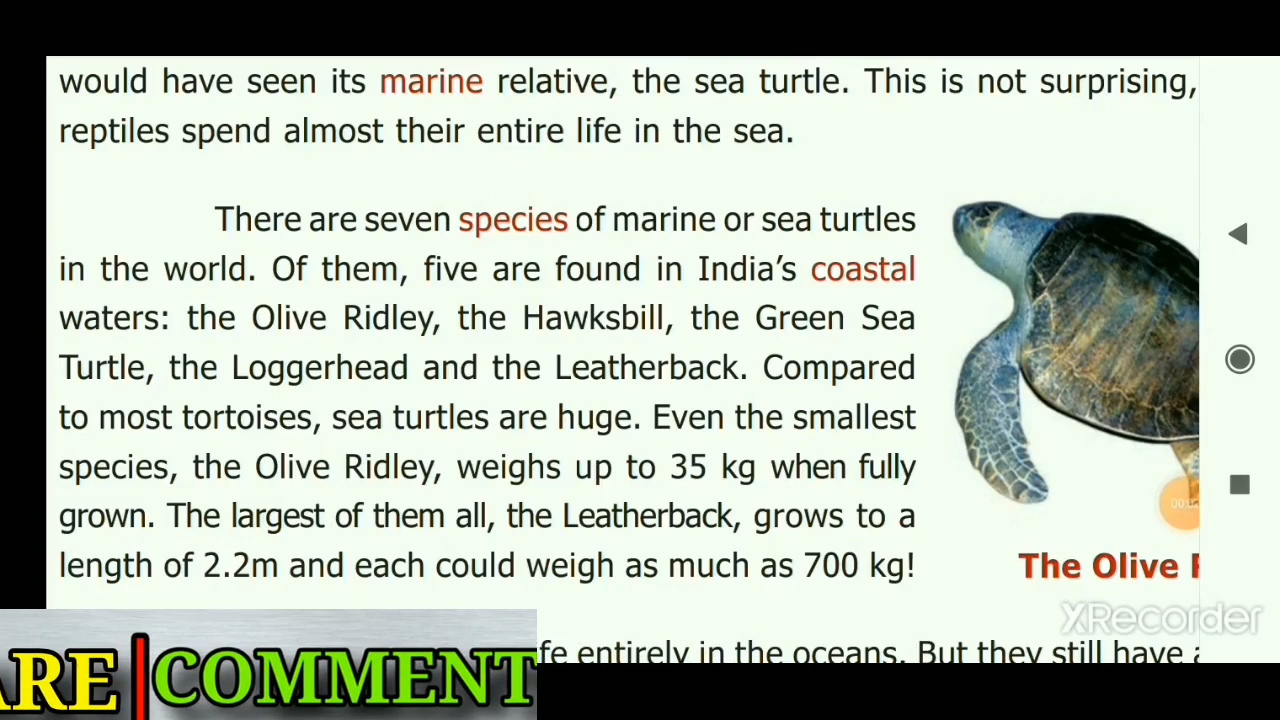 would have seen its marine relative, the sea turtle. This is not surprising,
reptiles spend almost their entire life in the sea.
There are seven species of marine or sea turtles
in the world. Of them, five are found in India's coastal
waters: the Olive Ridley, the Hawksbill, the Green Sea
Turtle, the Loggerhead and the Leatherback. Compared
to most tortoises, sea turtles are huge. Even the smallest
species, the Olive Ridley, weighs up to 35 kg when fully
grown. The largest of them all, the Leatherback, grows to a
length of 2.2m and each could weigh as much as 700 kg!
The Olive
XRecorder
entirely in the oceans. But they still have
ARE | COMMENT